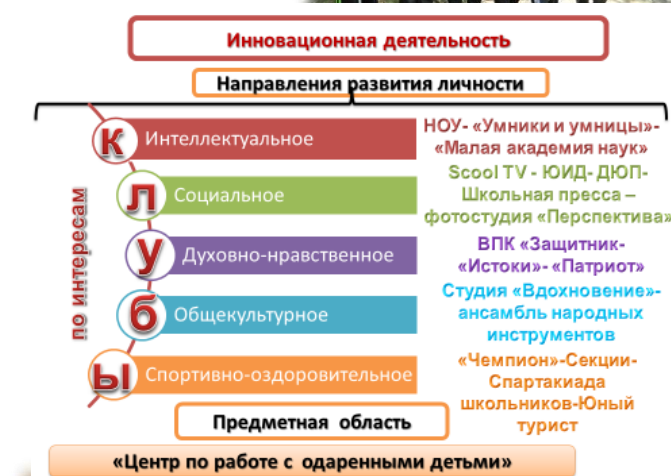 Инновационная деятельность
Направления развития личности
по интересам
К
Интеллектуальное
НОУ- «Умники и умницы»-
«Малая академия наук»
Л
Социальное
Scool TV - ЮИД- ДЮП-
Школьная пресса –
фотостудия «Перспектива»
У
Духовно-нравственное
ВПК «Защитник-
«Истоки»- «Патриот»
б
Общекультурное
Студия «Вдохновение»-
ансамбль народных
инструментов
Ы
Спортивно-оздоровительное
«Чемпион»-Секции-
Спартакиада
школьников-Юный
турист
Предметная область
«Центр по работе с одаренными детьми»